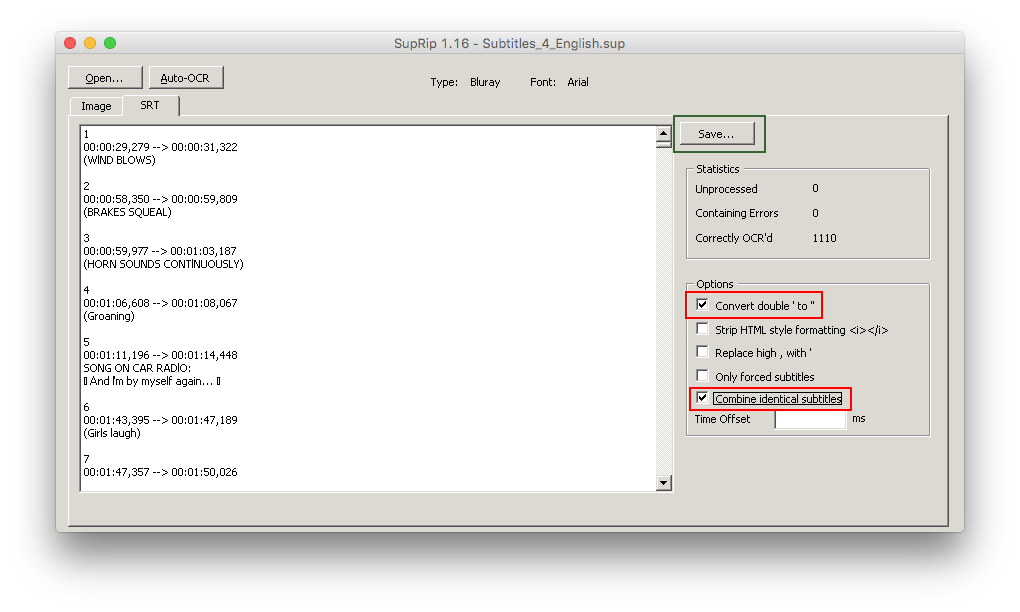 SupRip 1.16 - Subtitles_4_English.sup
Open... Auto-OCR Type: Bluray Font: Arial
Image SRT
1
00:00:29,279 --> 00:00:31,322
(WlND BLOWS)
2
00:00:58,350 --> 00:00:59,809
(BRAKES SQUEAL)
3
00:00:59,977 --> 00:01:03,187
(HORN SOUNDS CONTlNUOUSLY)
4
00:01:06,608 --> 00:01:08,067
(Groaning)
5
00:01:11,196 --> 00:01:14,448
SONG ON CAR RADlO:
▯ And l'm by myself again... ▯
6
00:01:43,395 --> 00:01:47,189
(Girls laugh)
7
00:01:47,357 --> 00:01:50,026
Save...
Statistics
Unprocessed 0
Containing Errors 0
Correctly OCR'd 1110
Options
Convert double ' to "
Strip HTML style formatting <i></i>
Replace high , with '
Only forced subtitles
Combine identical subtitles
Time Offset ms